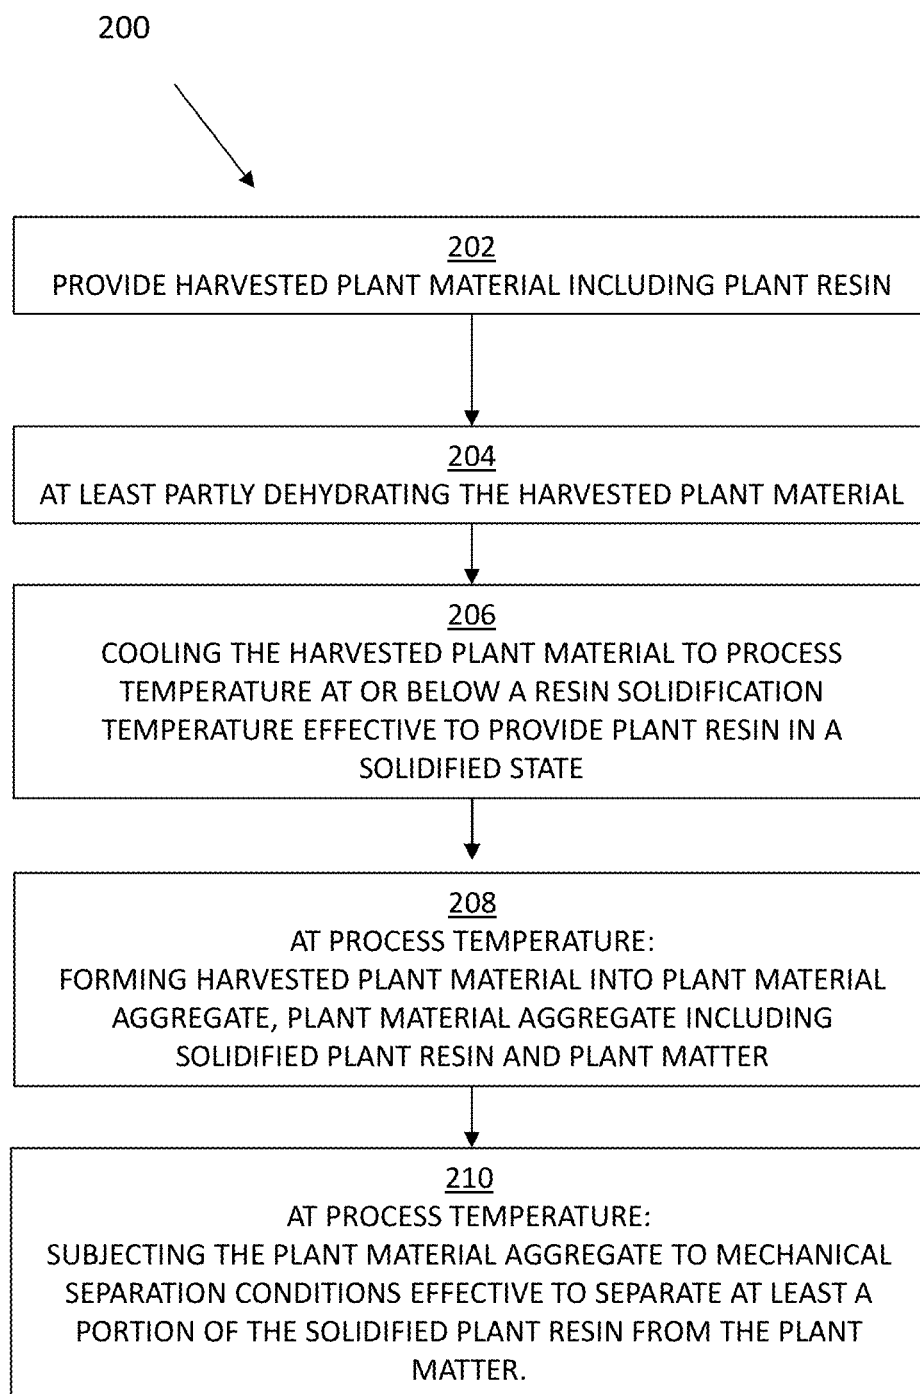 200
202
PROVIDE HARVESTED PLANT MATERIAL INCLUDING PLANT RESIN
204
AT LEAST PARTLY DEHYDRATING THE HARVESTED PLANT MATERIAL
206
COOLING THE HARVESTED PLANT MATERIAL TO PROCESS
TEMPERATURE AT OR BELOW A RESIN SOLIDIFICATION
TEMPERATURE EFFECTIVE TO PROVIDE PLANT RESIN IN A
SOLIDIFIED STATE
208
AT PROCESS TEMPERATURE:
FORMING HARVESTED PLANT MATERIAL INTO PLANT MATERIAL
AGGREGATE, PLANT MATERIAL AGGREGATE INCLUDING
SOLIDIFIED PLANT RESIN AND PLANT MATTER
210
AT PROCESS TEMPERATURE:
SUBJECTING THE PLANT MATERIAL AGGREGATE TO MECHANICAL
SEPARATION CONDITIONS EFFECTIVE TO SEPARATE AT LEAST A
PORTION OF THE SOLIDIFIED PLANT RESIN FROM THE PLANT
MATTER.